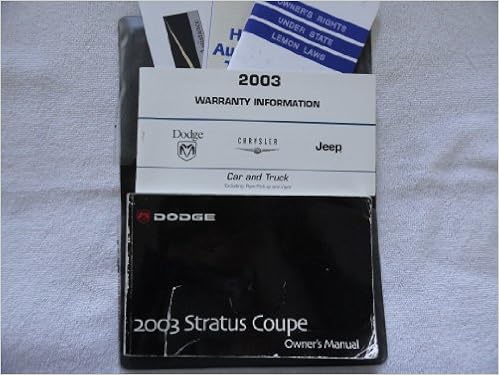 OWNER'S RIGHTS
UNDER STATE
LEMON LAWS
H
Au
2003
WARRANTY INFORMATION
Dodge
CHRYSLER
Jeep
Car and Truck
DODGE
2003 Stratus Coupe
Owner's Manual